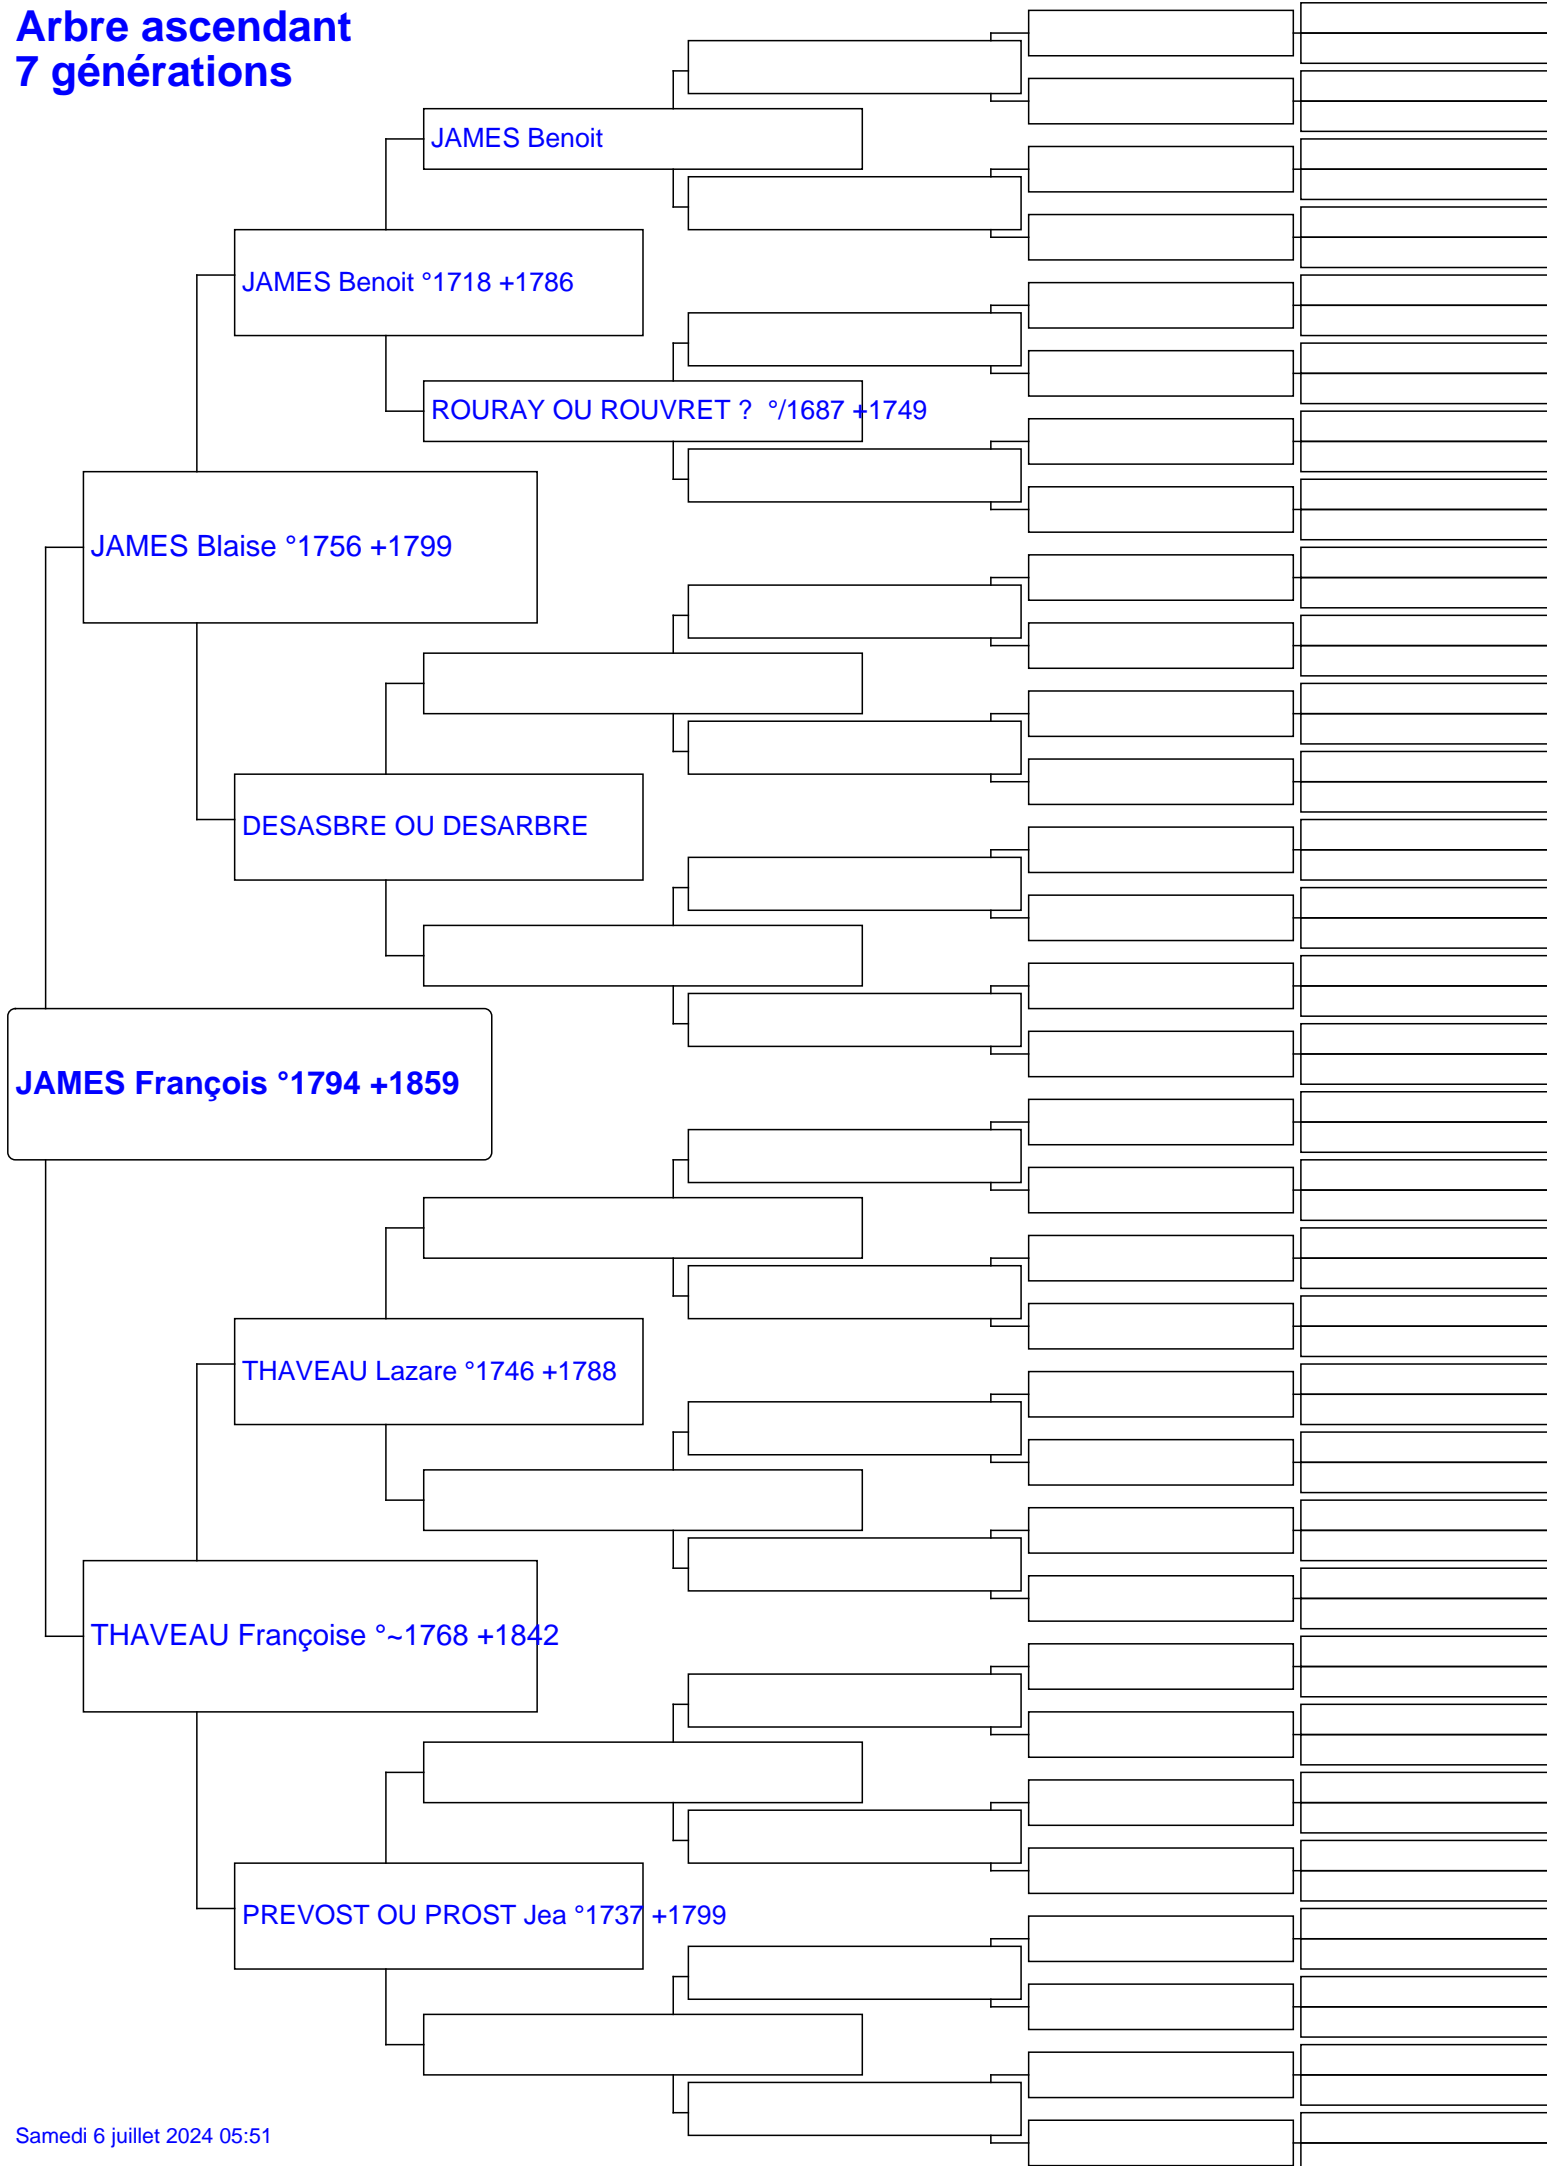 Arbre ascendant
7 générations
JAMES Benoit
JAMES Benoit °1718 +1786
ROURAY OU ROUVRET ?  °/1687 +1749
JAMES Blaise °1756 +1799
DESASBRE OU DESARBRE
JAMES François °1794 +1859
THAVEAU Lazare °1746 +1788
THAVEAU Françoise °~1768 +1842
PREVOST OU PROST Jea °1737 +1799
Samedi 6 juillet 2024 05:51